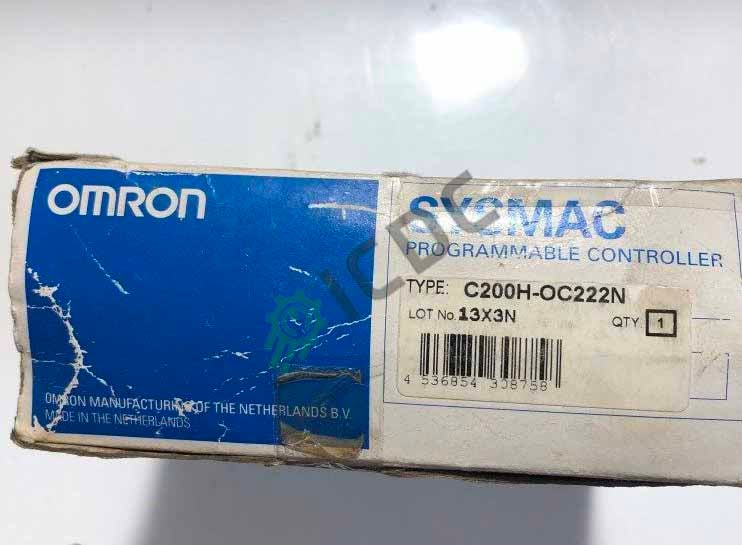 OMRON
SYSMAC
PROGRAMMABLE CONTROLLER
TYPE: C200H-OC222N
LOT No. 13X3N
QTY. 1
4 536854 308758
OMRON MANUFACTURING OF THE NETHERLANDS B.V.
MADE IN THE NETHERLANDS
iCDC